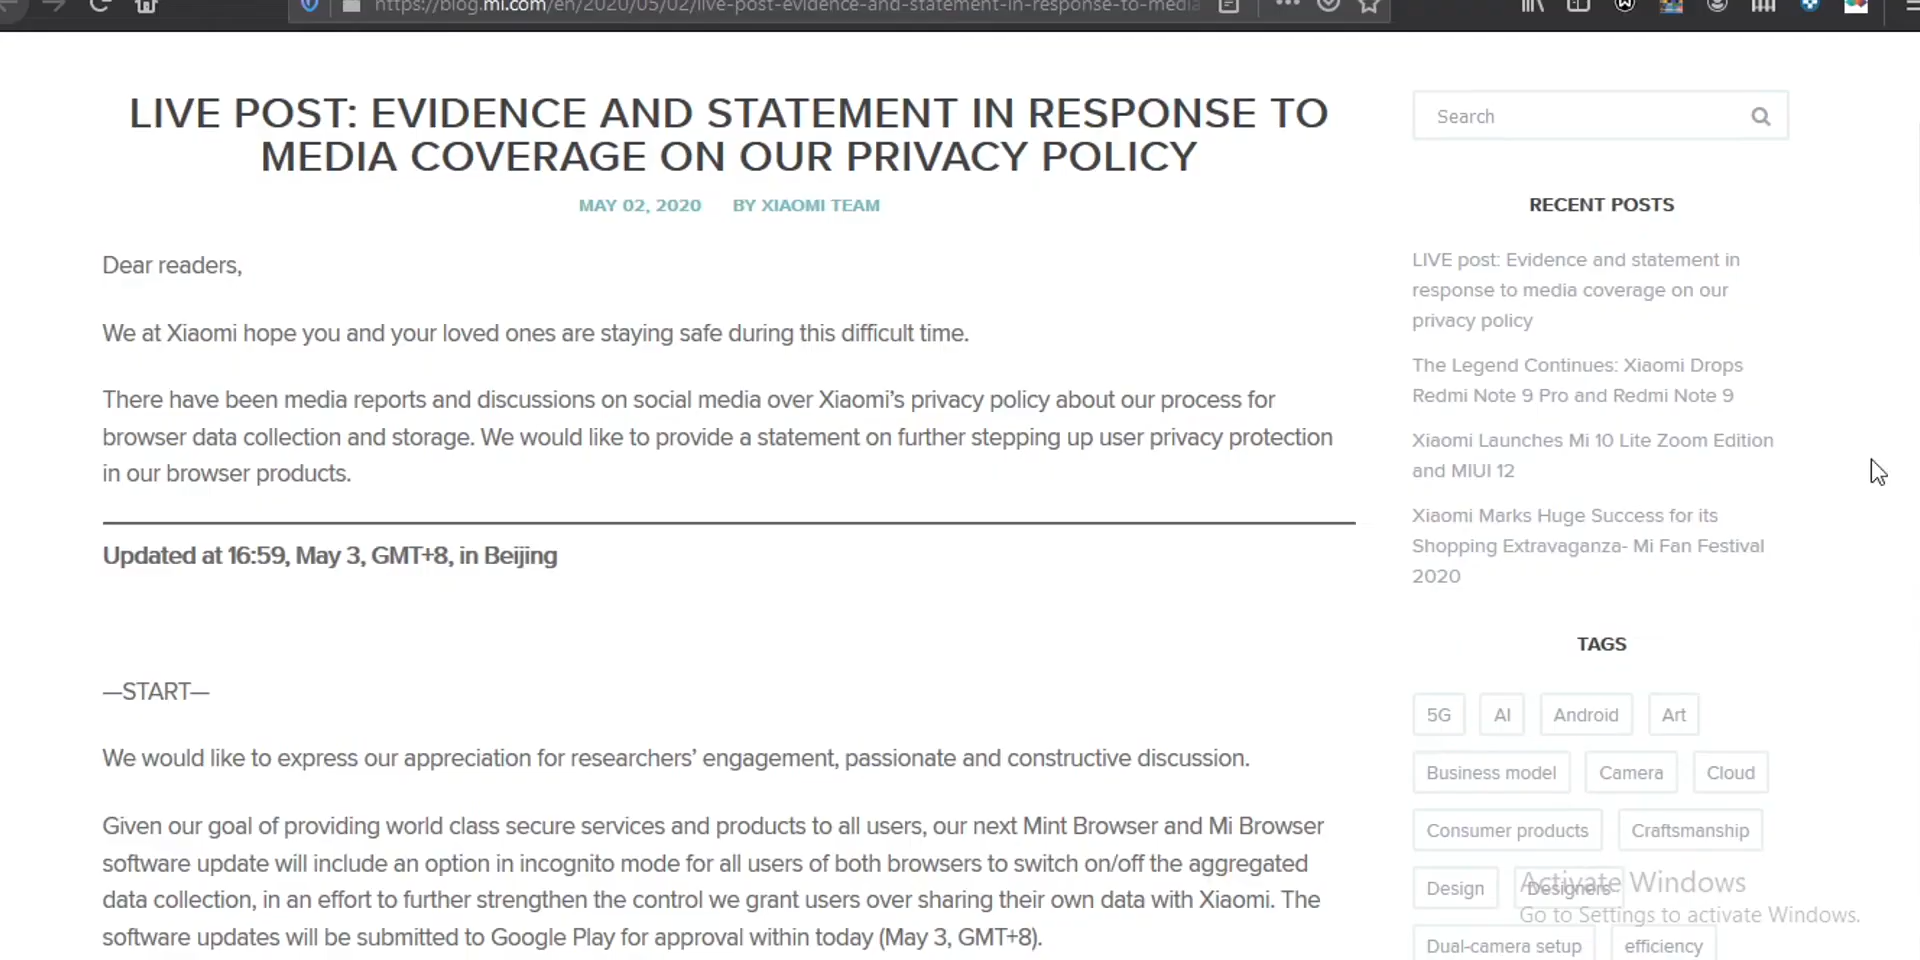 https://blog.mi.com/en/2020/05/02/live-post-evidence-and-statement-in-response-to-media
LIVE POST: EVIDENCE AND STATEMENT IN RESPONSE TO
MEDIA COVERAGE ON OUR PRIVACY POLICY
MAY 02, 2020 BY XIAOMI TEAM
Dear readers,
We at Xiaomi hope you and your loved ones are staying safe during this difficult time.
There have been media reports and discussions on social media over Xiaomi’s privacy policy about our process for
browser data collection and storage. We would like to provide a statement on further stepping up user privacy protection
in our browser products.
Updated at 16:59, May 3, GMT+8, in Beijing
—START—
We would like to express our appreciation for researchers’ engagement, passionate and constructive discussion.
Given our goal of providing world class secure services and products to all users, our next Mint Browser and Mi Browser
software update will include an option in incognito mode for all users of both browsers to switch on/off the aggregated
data collection, in an effort to further strengthen the control we grant users over sharing their own data with Xiaomi. The
software updates will be submitted to Google Play for approval within today (May 3, GMT+8).
Search
RECENT POSTS
LIVE post: Evidence and statement in
response to media coverage on our
privacy policy
The Legend Continues: Xiaomi Drops
Redmi Note 9 Pro and Redmi Note 9
Xiaomi Launches Mi 10 Lite Zoom Edition
and MIUI 12
Xiaomi Marks Huge Success for its
Shopping Extravaganza- Mi Fan Festival
2020
TAGS
5G AI Android Art
Business model Camera Cloud
Consumer products Craftsmanship
Design Designers
Dual-camera setup efficiency
Activate Windows
Go to Settings to activate Windows.